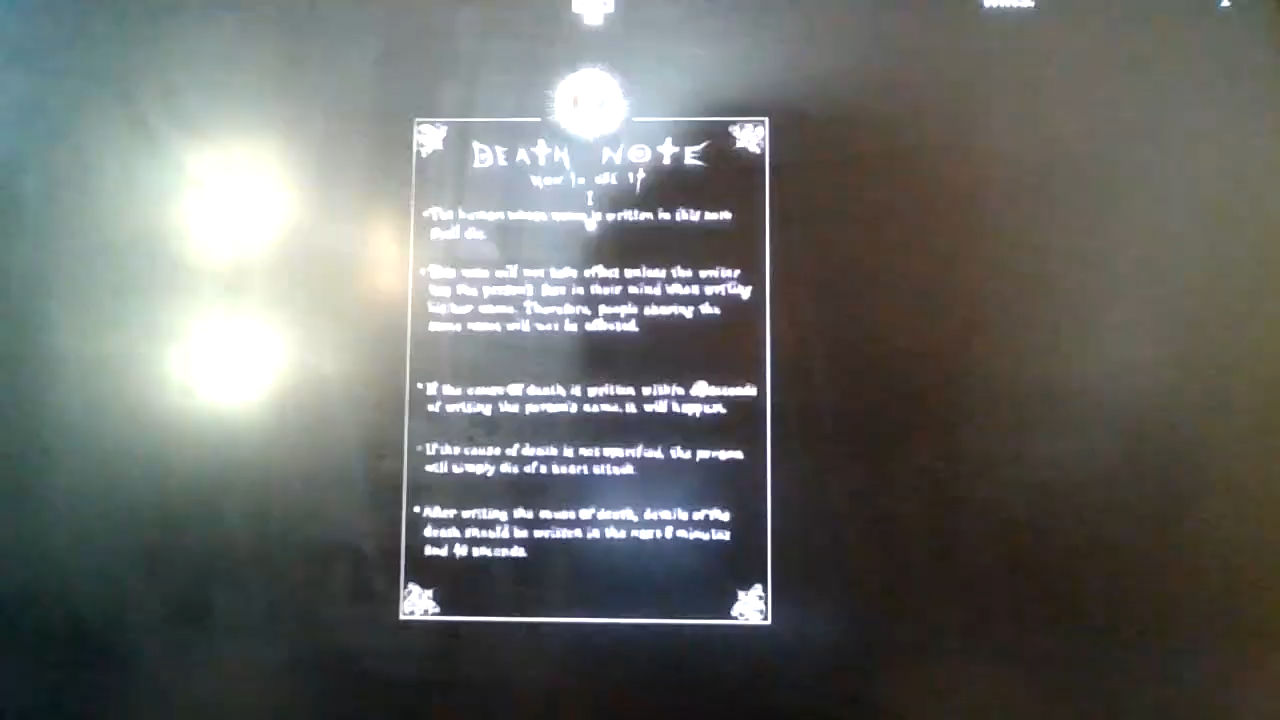 DEATH NOTE
How to use it
I
The human whose name is written in this note
shall die.
This note will not take effect unless the writer
has the person's face in their mind when writing
his/her name. Therefore, people sharing the
same name will not be affected.
If the cause of death is written within 40 seconds
of writing the person's name, it will happen.
If the cause of death is not specified, the person
will simply die of a heart attack.
After writing the cause of death, details of the
death should be written in the next 6 minutes
and 40 seconds.